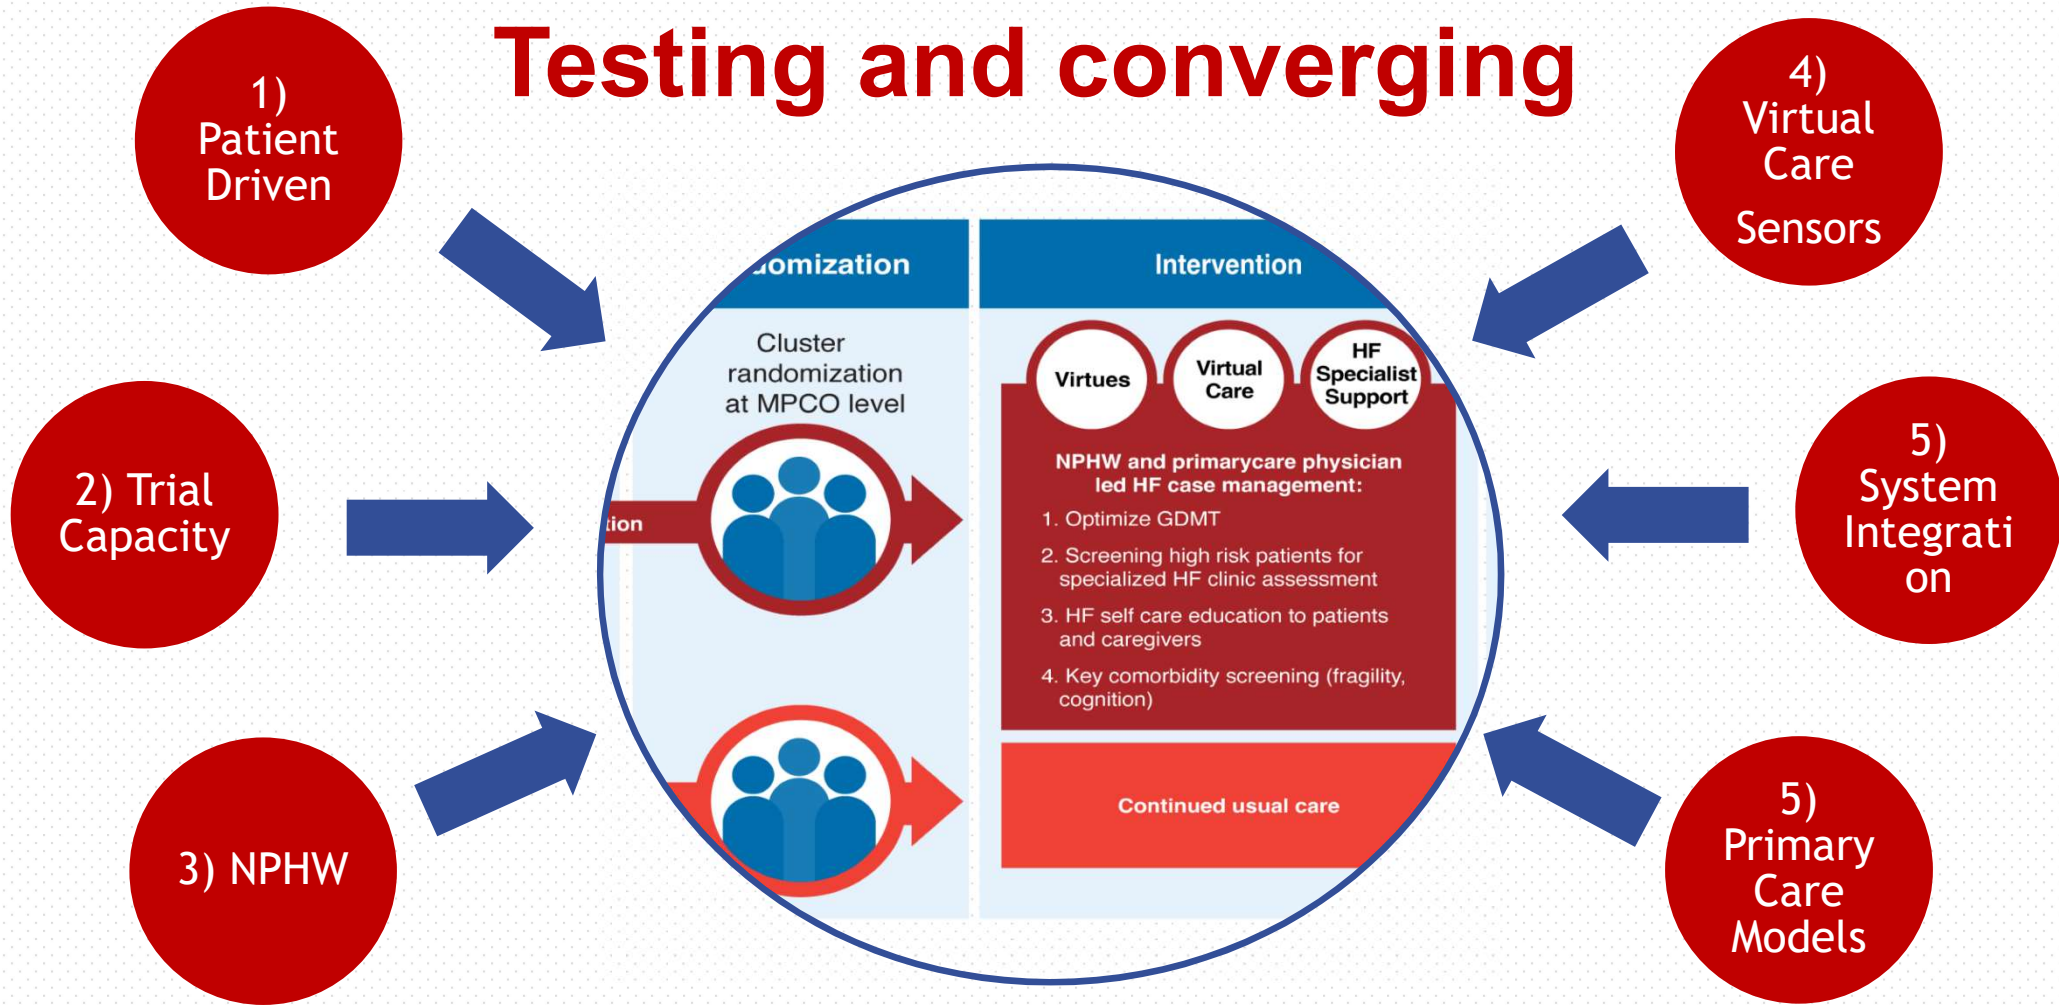 Testing and converging
1)
Patient
Driven
2) Trial
Capacity
3) NPHW
omization
Cluster
randomization
at MPCO level
tion
Intervention
Virtues
Virtual
Care
HF
Specialist
Support
NPHW and primarycare physician
led HF case management:
1. Optimize GDMT
2. Screening high risk patients for
specialized HF clinic assessment
3. HF self care education to patients
and caregivers
4. Key comorbidity screening (fragility,
cognition)
Continued usual care
4)
Virtual
Care
Sensors
5)
System
Integrati
on
5)
Primary
Care
Models